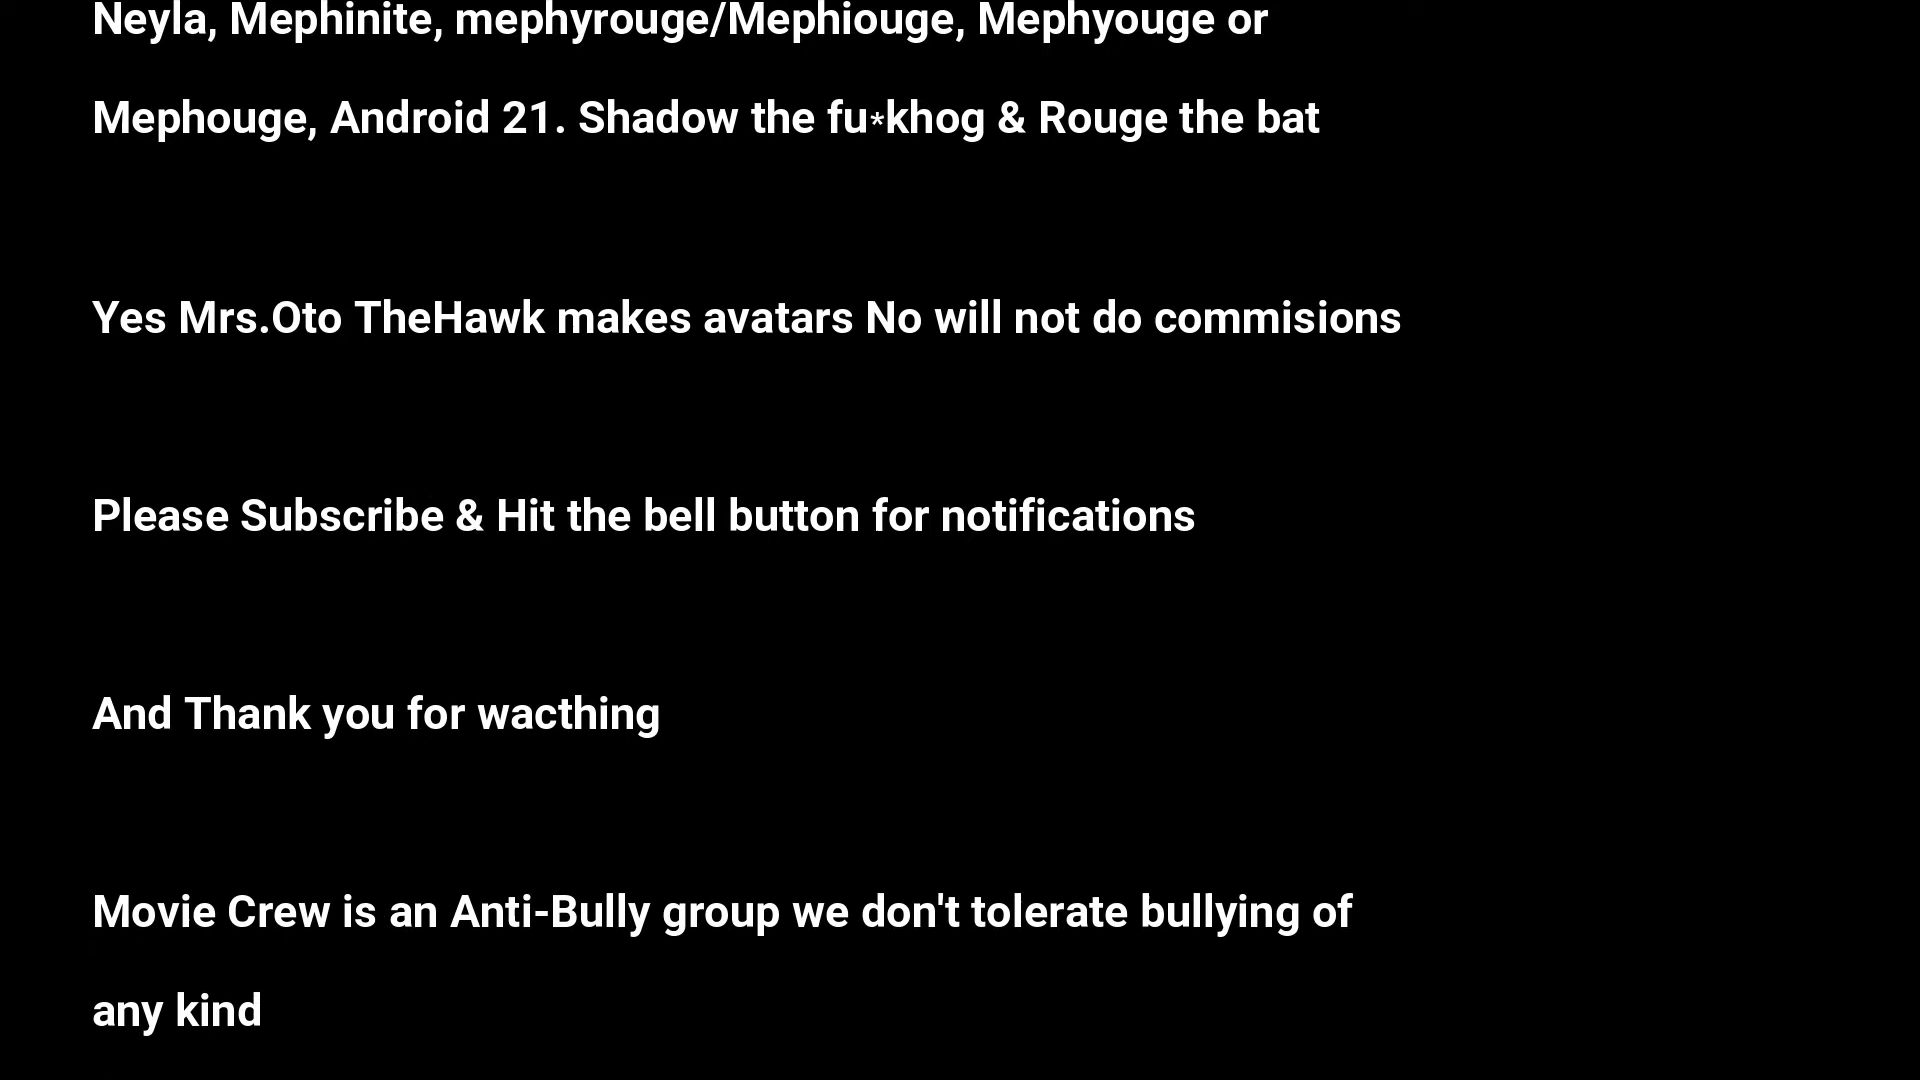 Neyla, Mephinite, mephyrouge/Mephiouge, Mephyouge or
Mephouge, Android 21. Shadow the fu*khog & Rouge the bat
Yes Mrs.Oto TheHawk makes avatars No will not do commisions
Please Subscribe & Hit the bell button for notifications
And Thank you for wacthing
Movie Crew is an Anti-Bully group we don't tolerate bullying of
any kind